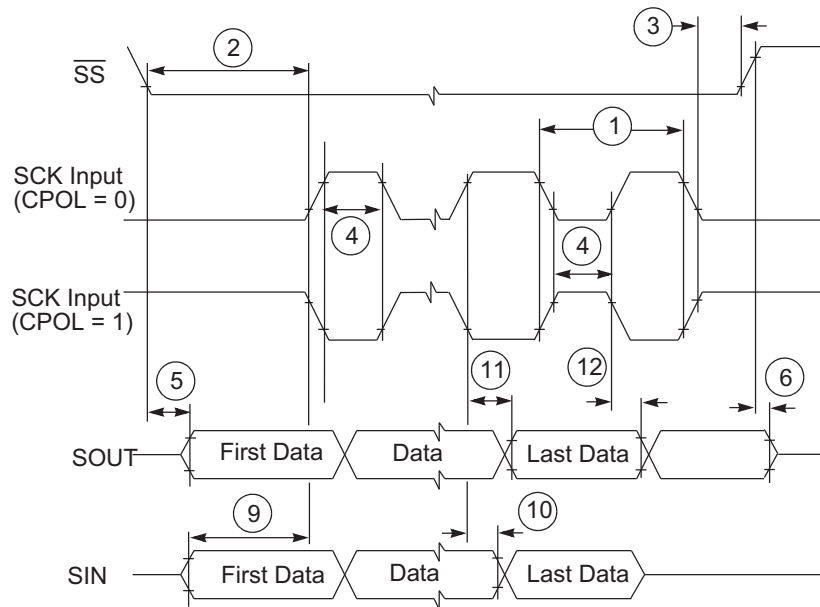 3
2
SS
1
SCK Input
(CPOL = 0)
4
4
SCK Input
(CPOL = 1)
5
11
12
6
SOUT
First Data
Data
Last Data
9
10
SIN
First Data
Data
Last Data